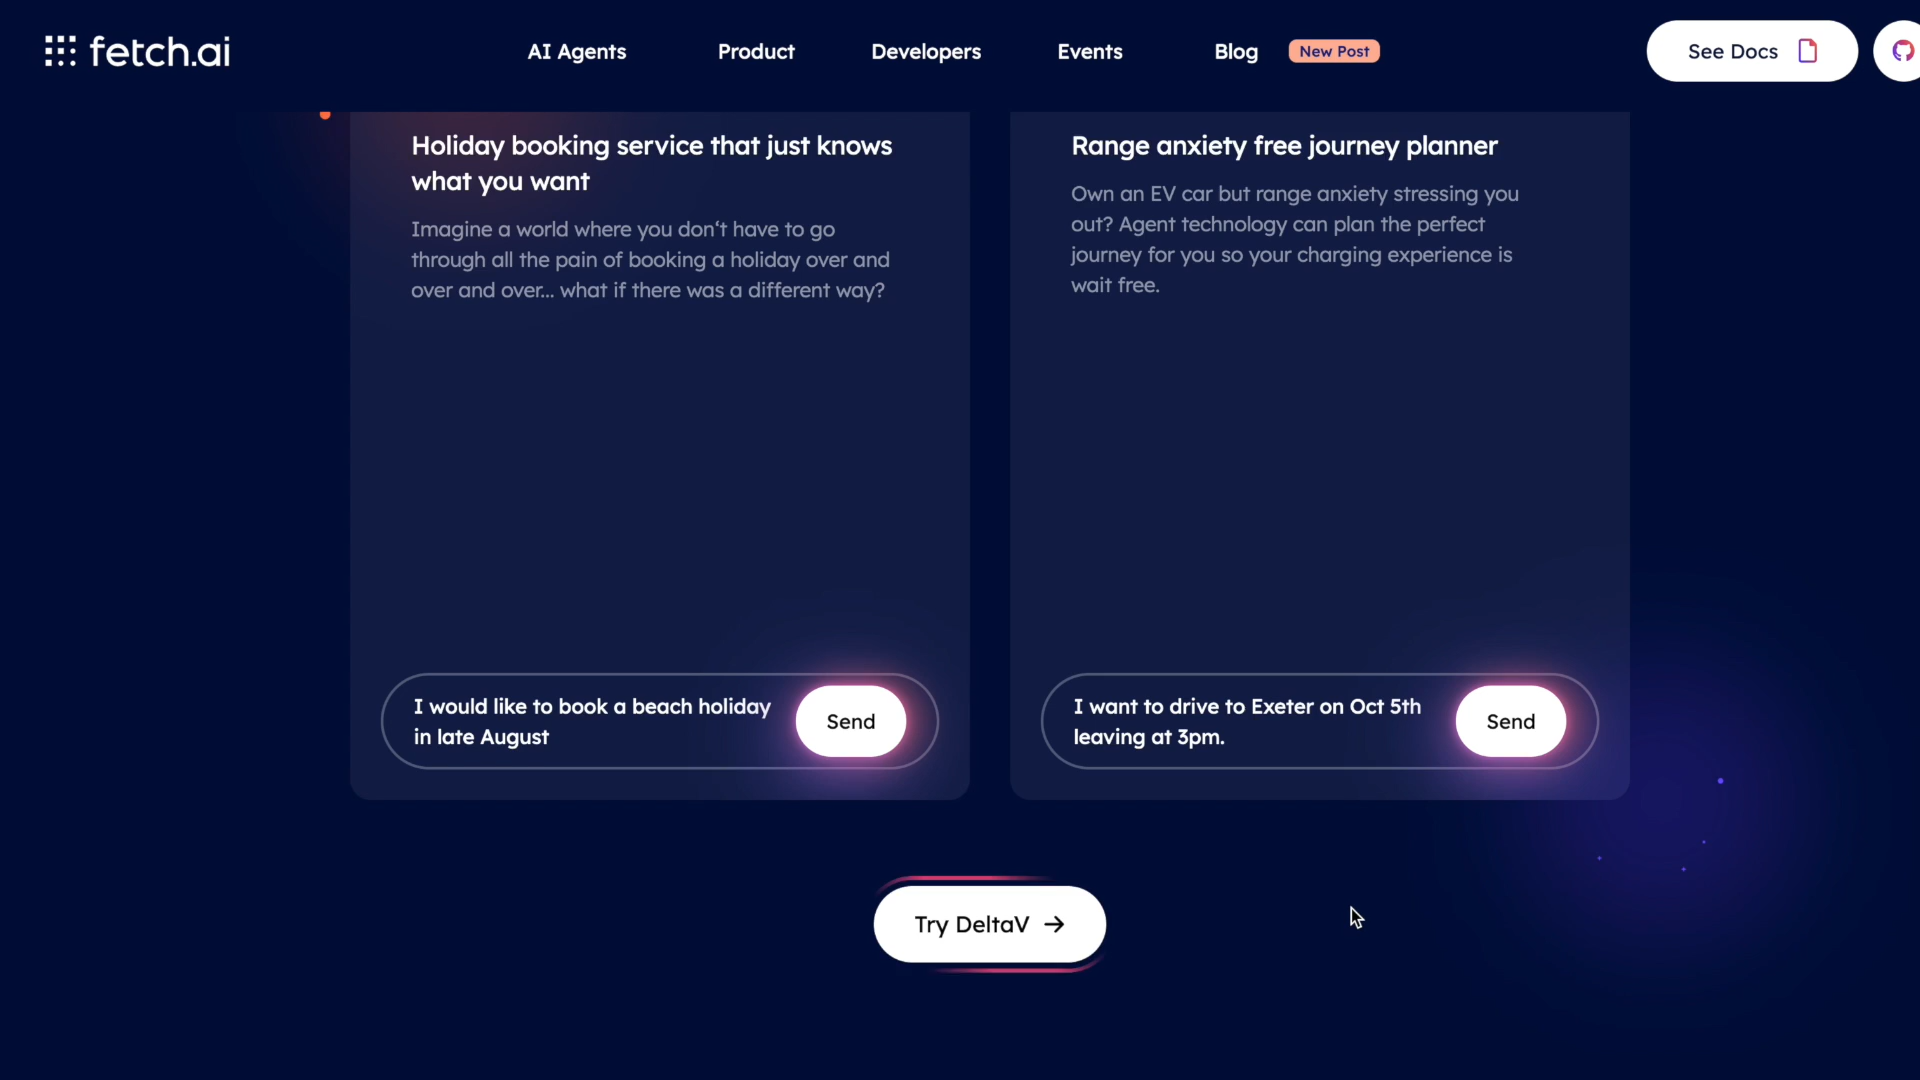 fetch.ai
AI Agents
Product
Developers
Events
Blog
New Post
See Docs
Holiday booking service that just knows
what you want
Imagine a world where you don‘t have to go
through all the pain of booking a holiday over and
over and over... what if there was a different way?
I would like to book a beach holiday
in late August
Send
Range anxiety free journey planner
Own an EV car but range anxiety stressing you
out? Agent technology can plan the perfect
journey for you so your charging experience is
wait free.
I want to drive to Exeter on Oct 5th
leaving at 3pm.
Send
Try DeltaV →